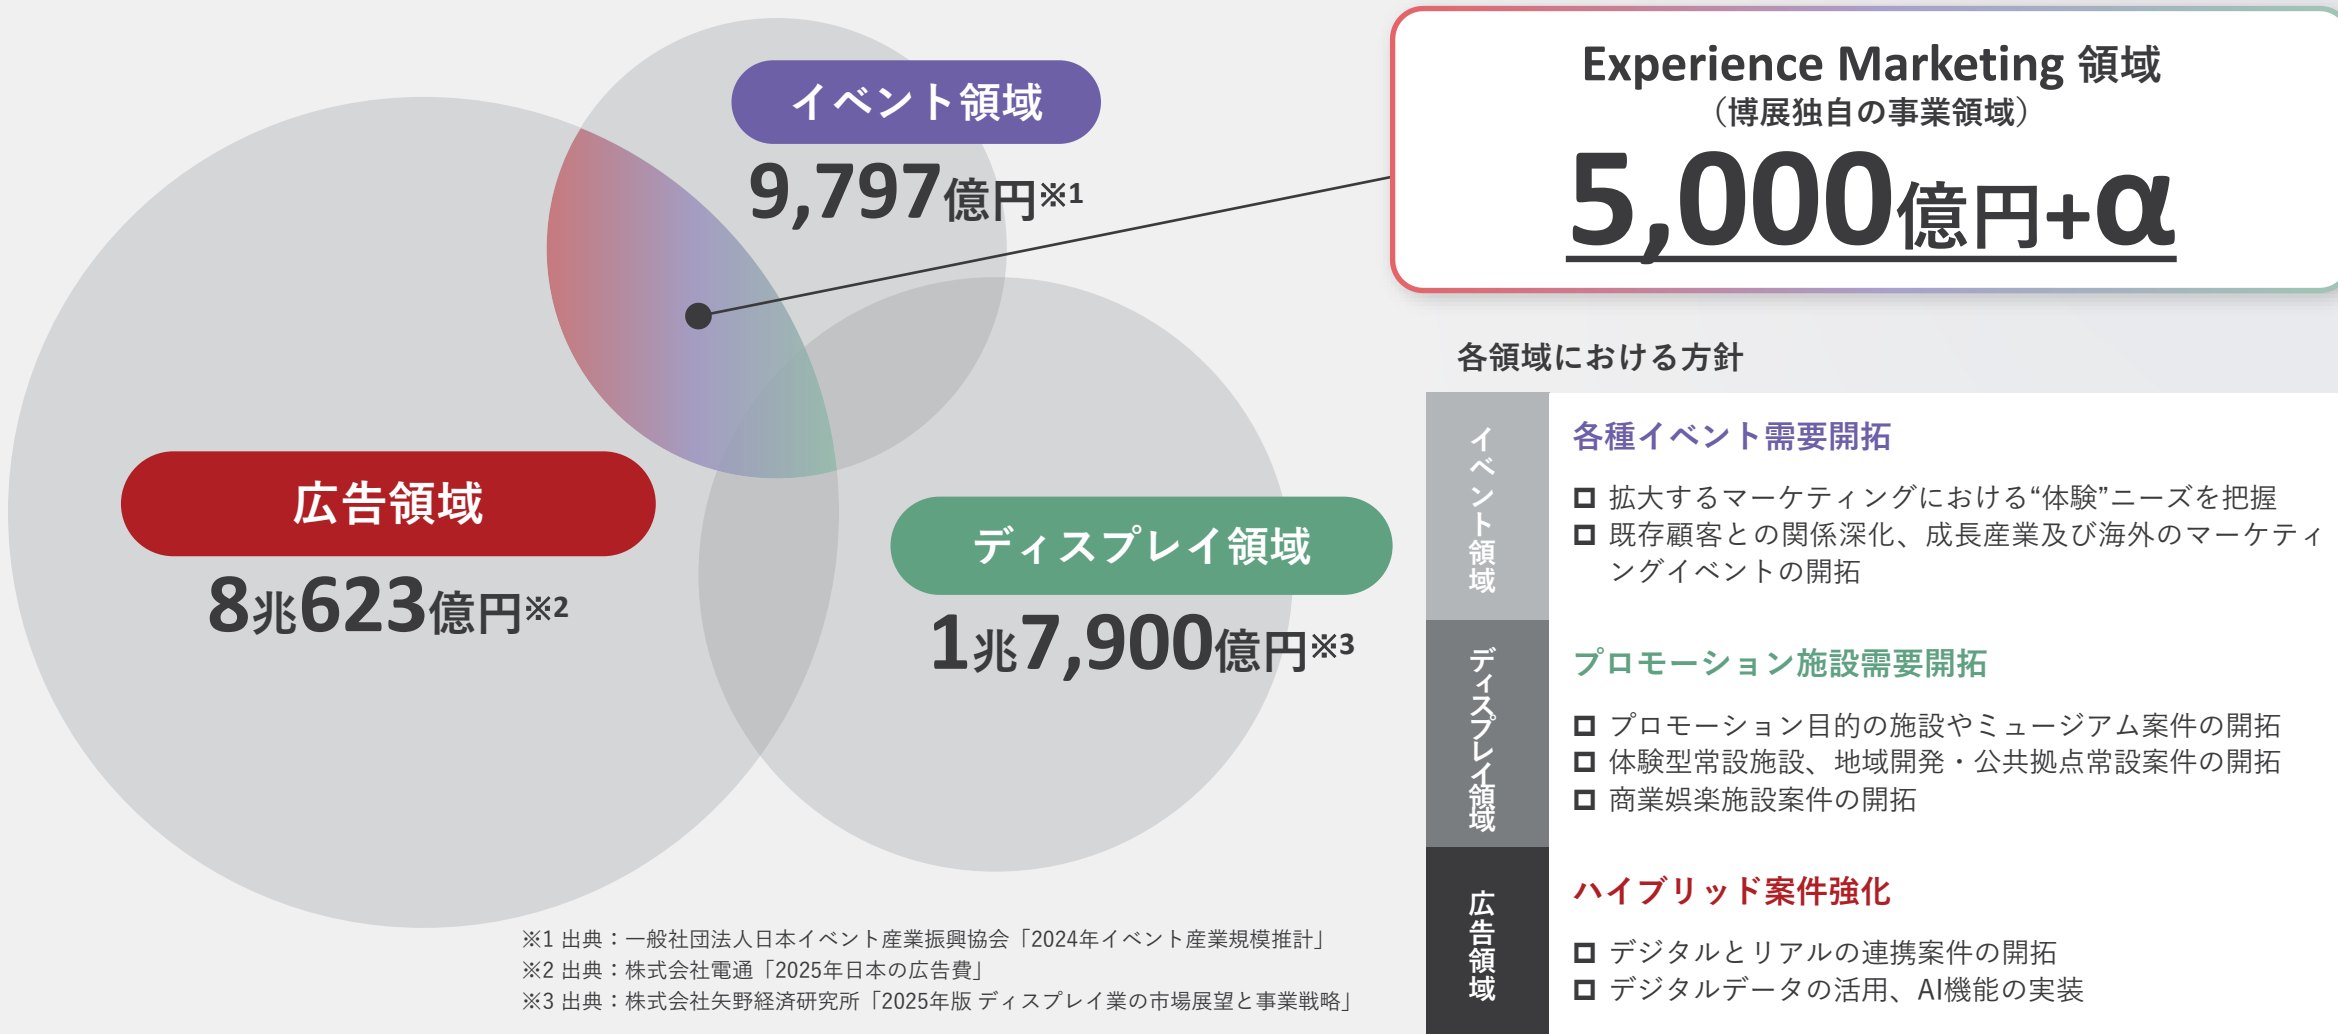 イベント領域
9,797億円※1
広告領域
8兆623億円※2
ディスプレイ領域
1兆7,900億円※3
※1 出典：一般社団法人日本イベント産業振興協会「2024年イベント産業規模推計」
※2 出典：株式会社電通「2025年日本の広告費」
※3 出典：株式会社矢野経済研究所「2025年版 ディスプレイ業の市場展望と事業戦略」
Experience Marketing 領域
（博展独自の事業領域）
5,000億円+α
各領域における方針
イベント領域
各種イベント需要開拓
拡大するマーケティングにおける“体験”ニーズを把握
既存顧客との関係深化、成長産業及び海外のマーケティ
ングイベントの開拓
ディスプレイ領域
プロモーション施設需要開拓
プロモーション目的の施設やミュージアム案件の開拓
体験型常設施設、地域開発・公共拠点常設案件の開拓
商業娯楽施設案件の開拓
広告領域
ハイブリッド案件強化
デジタルとリアルの連携案件の開拓
デジタルデータの活用、AI機能の実装